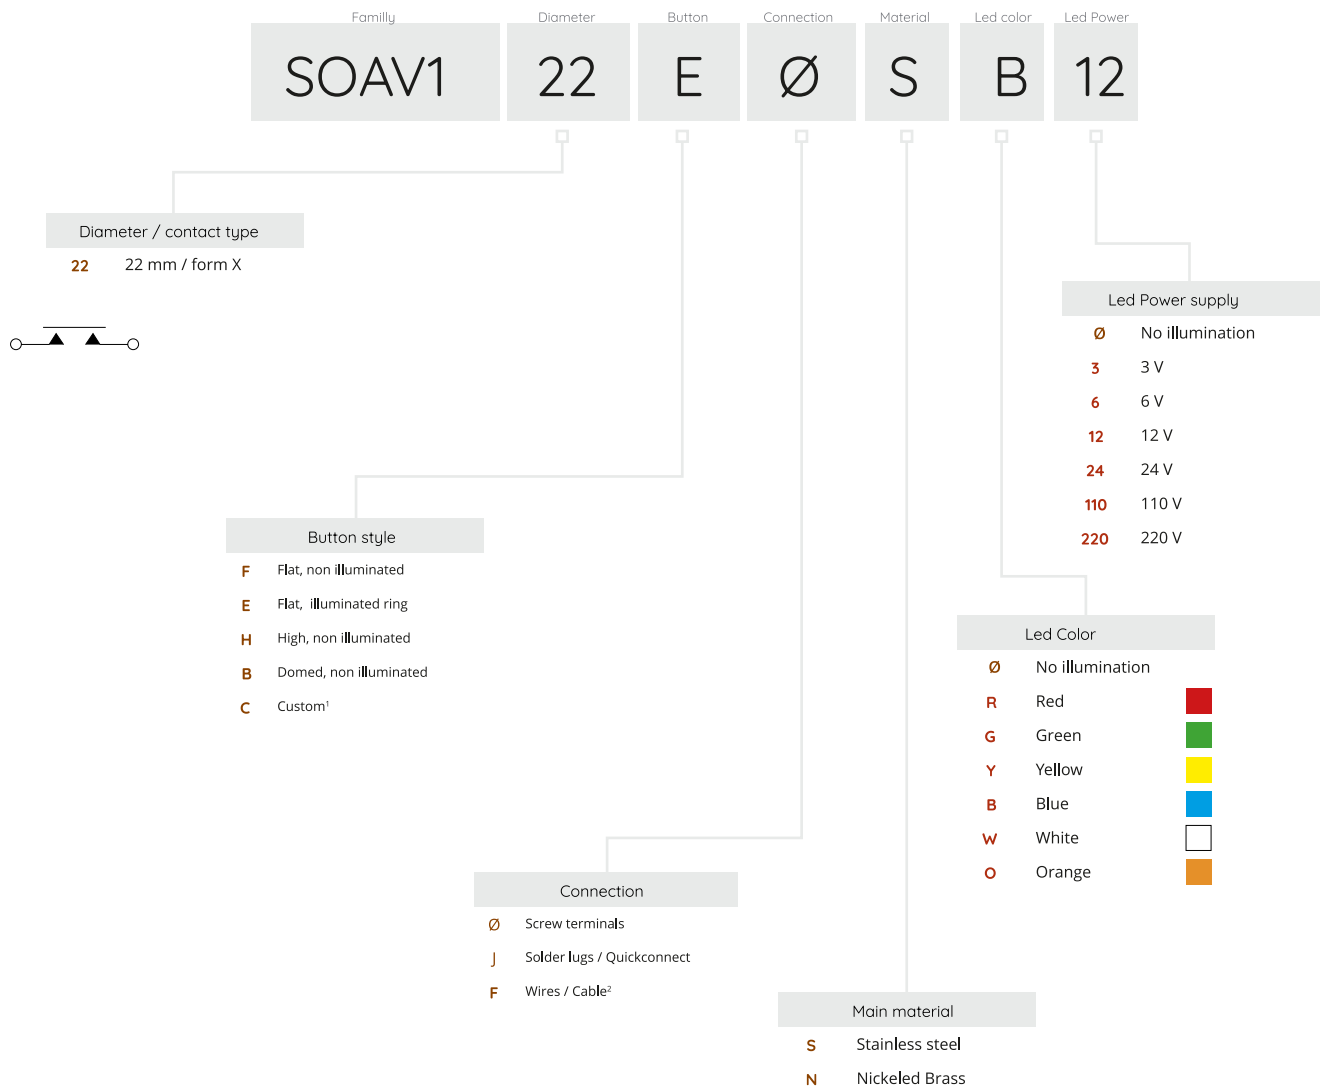 Familly Diameter Button Connection Material Led color Led Power
SOAV1 22 E Ø S B 12
Diameter / contact type
22 22 mm / form X
Led Power supply
Ø No illumination
3 3 V
6 6 V
12 12 V
24 24 V
110 110 V
220 220 V
Button style
F Flat, non illuminated
E Flat, illuminated ring
H High, non illuminated
B Domed, non illuminated
C Custom¹
Led Color
Ø No illumination
R Red
G Green
Y Yellow
B Blue
W White
O Orange
Connection
Ø Screw terminals
J Solder lugs / Quickconnect
F Wires / Cable²
Main material
S Stainless steel
N Nickeled Brass